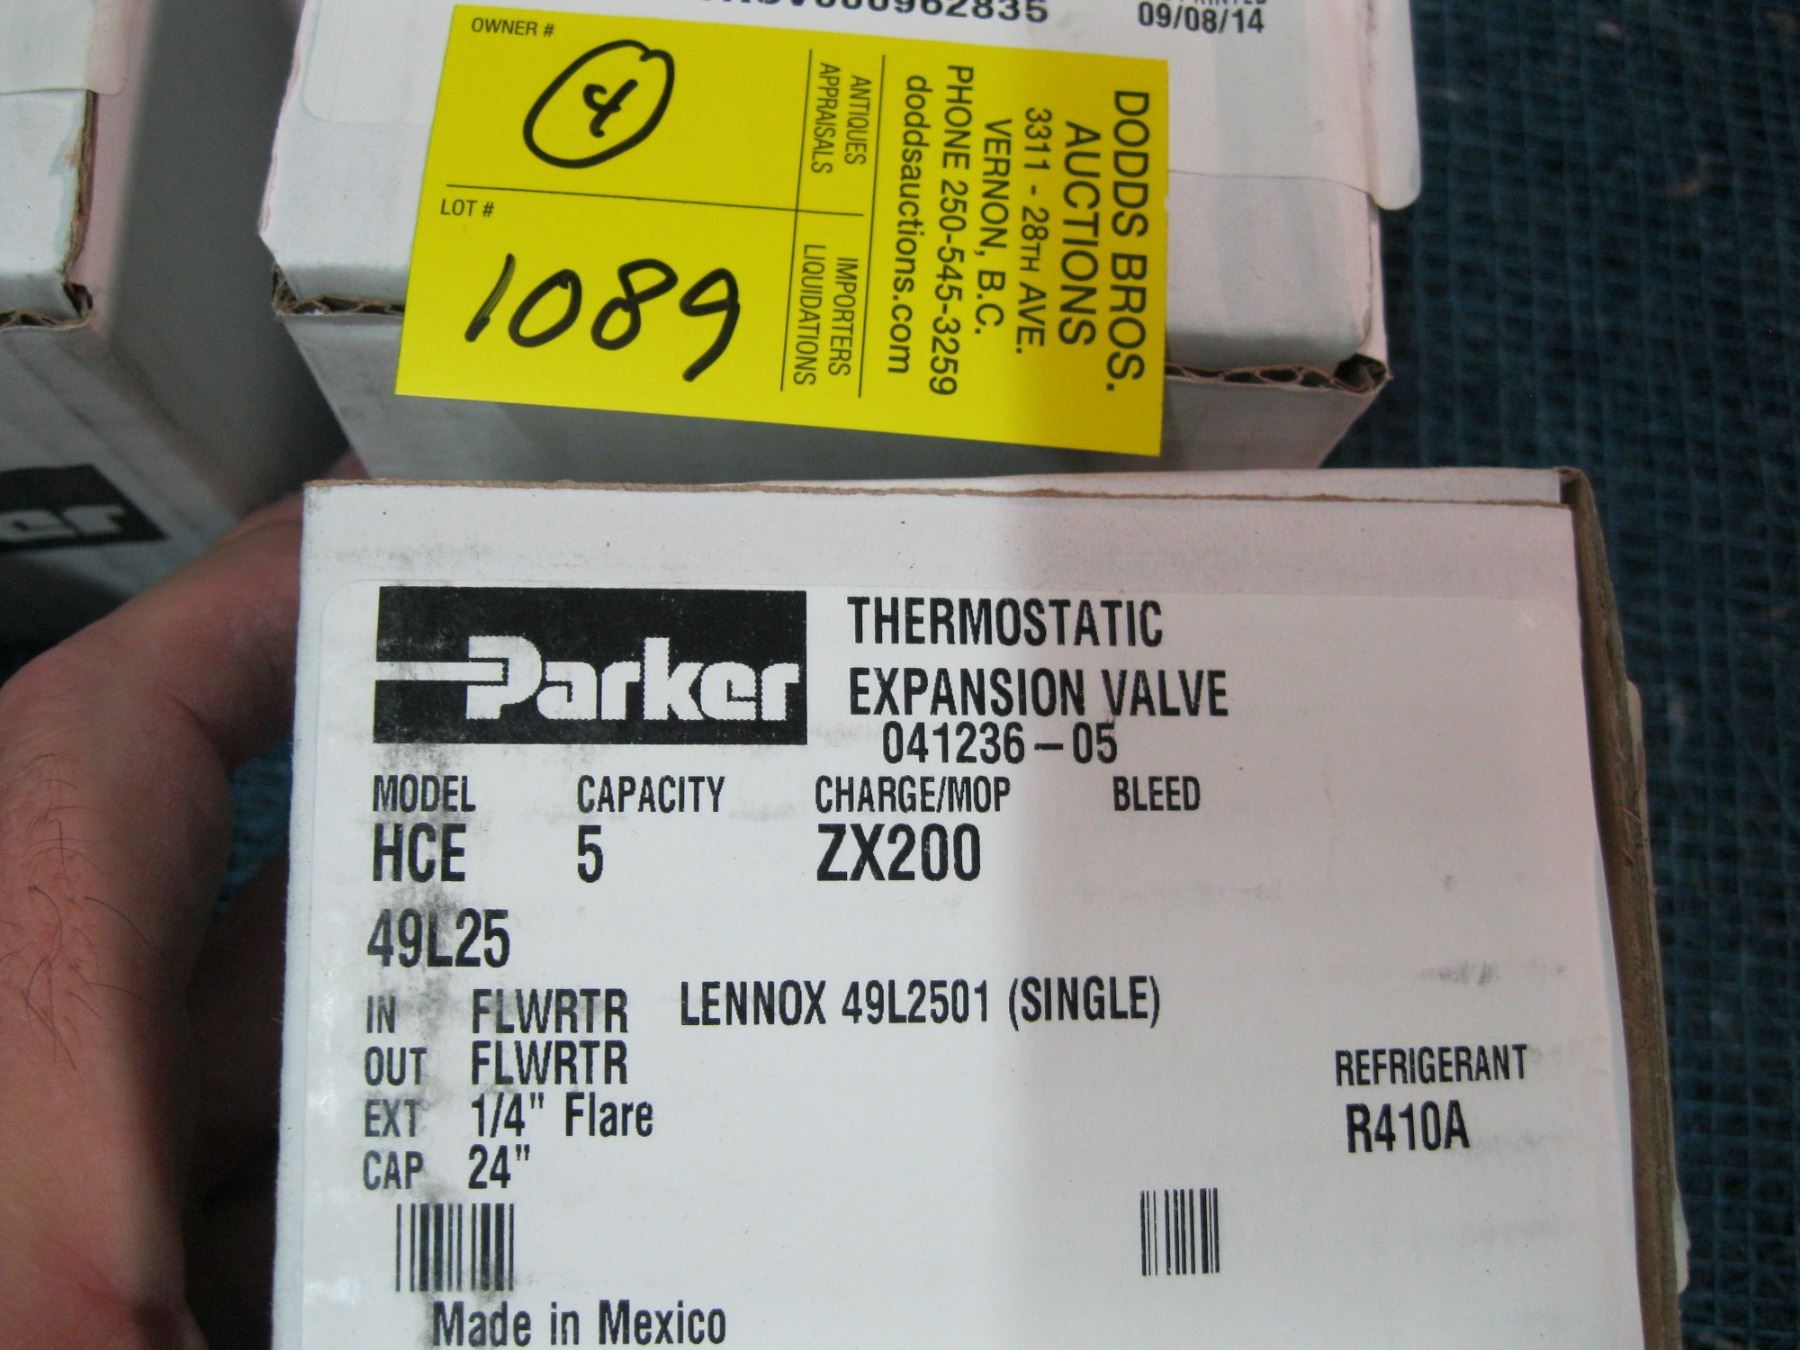 09/08/14
OWNER #
4
LOT #
1089
ANTIQUES
APPRAISALS
IMPORTERS
LIQUIDATIONS
DODDS BROS.
AUCTIONS
3311 - 28TH AVE.
VERNON, B.C.
PHONE 250-545-3259
doddsauctions.com
Parker
THERMOSTATIC
EXPANSION VALVE
041236-05
MODEL CAPACITY CHARGE/MOP BLEED
HCE 5 ZX200
49L25
IN FLWRTR LENNOX 49L2501 (SINGLE)
OUT FLWRTR
EXT 1/4" Flare
CAP 24"
REFRIGERANT
R410A
Made in Mexico